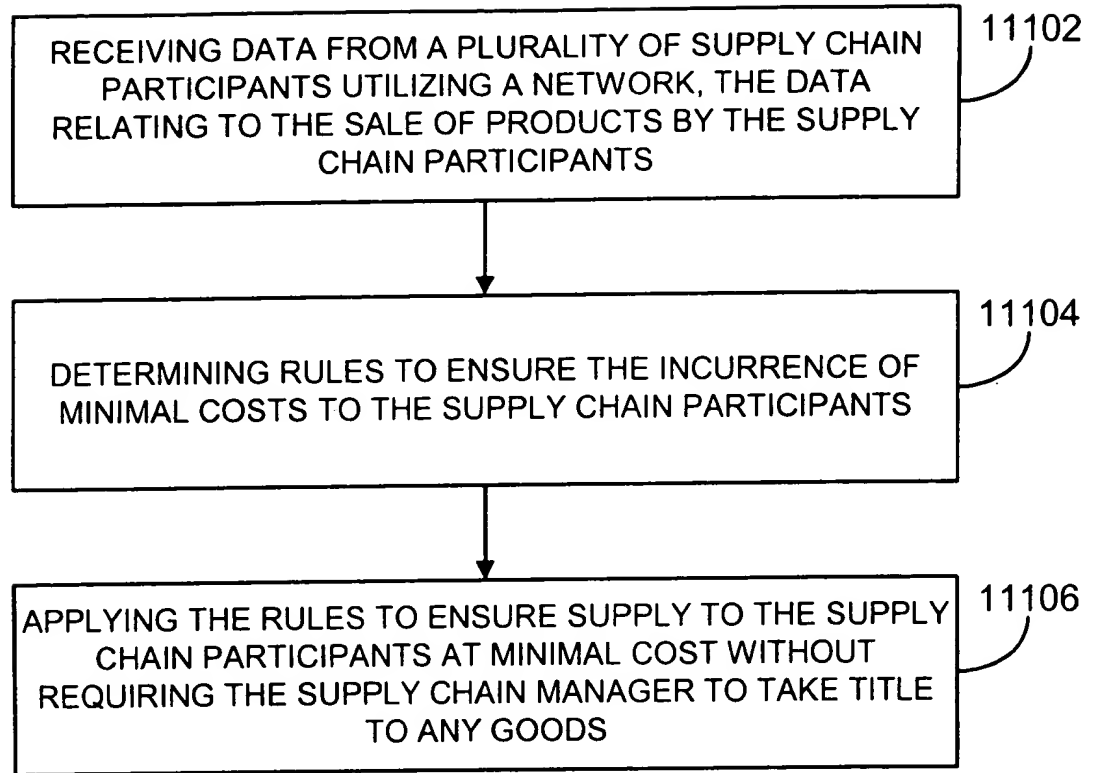 RECEIVING DATA FROM A PLURALITY OF SUPPLY CHAIN
PARTICIPANTS UTILIZING A NETWORK, THE DATA
RELATING TO THE SALE OF PRODUCTS BY THE SUPPLY
CHAIN PARTICIPANTS
11102
DETERMINING RULES TO ENSURE THE INCURRENCE OF
MINIMAL COSTS TO THE SUPPLY CHAIN PARTICIPANTS
11104
APPLYING THE RULES TO ENSURE SUPPLY TO THE SUPPLY
CHAIN PARTICIPANTS AT MINIMAL COST WITHOUT
REQUIRING THE SUPPLY CHAIN MANAGER TO TAKE TITLE
TO ANY GOODS
11106